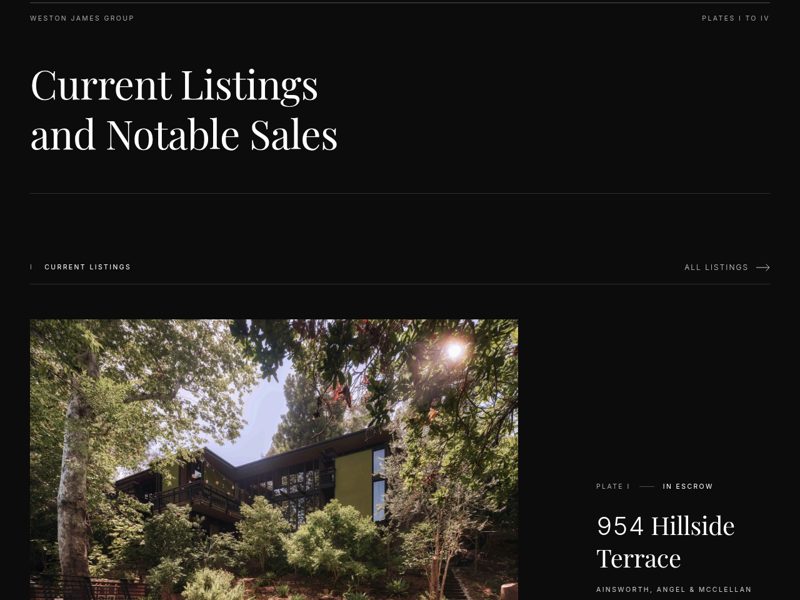 WESTON JAMES GROUP
PLATES I TO IV
Current Listings
and Notable Sales
I CURRENT LISTINGS
ALL LISTINGS
PLATE I — IN ESCROW
954 Hillside
Terrace
AINSWORTH, ANGEL & MCCLELLAN